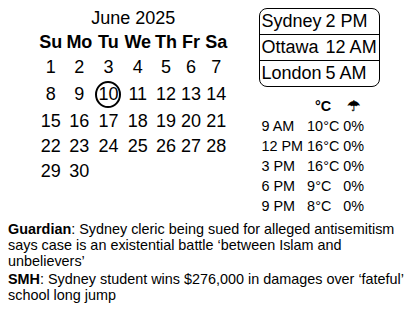 June 2025
Su Mo Tu We Th Fr Sa
1 2 3 4 5 6 7
8 9 10 11 12 13 14
15 16 17 18 19 20 21
22 23 24 25 26 27 28
29 30
Sydney 2 PM
Ottawa 12 AM
London 5 AM
°C ☂
9 AM 10°C 0%
12 PM 16°C 0%
3 PM 16°C 0%
6 PM 9°C 0%
9 PM 8°C 0%
Guardian: Sydney cleric being sued for alleged antisemitism
says case is an existential battle ‘between Islam and
unbelievers’
SMH: Sydney student wins $276,000 in damages over ‘fateful’
school long jump